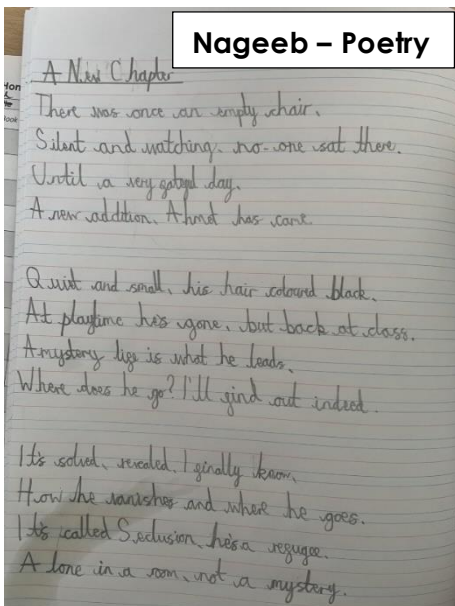 Nageeb – Poetry
A New Chapter
There was once an empty chair.
Silent and watching. no-one sat there.
Until a very gatged day.
A new addition, Ahmet has came.
Quiet and small, his hair coloured black.
At playtime he's gone, but back at class.
A mystery life is what he leads,
Where does he go? I'll find out indeed.
It's solved, revealed, I finally know,
How he vanishes and where he goes.
It's called Seclusion, he's a refugee.
A lone in a room, not a mystery.